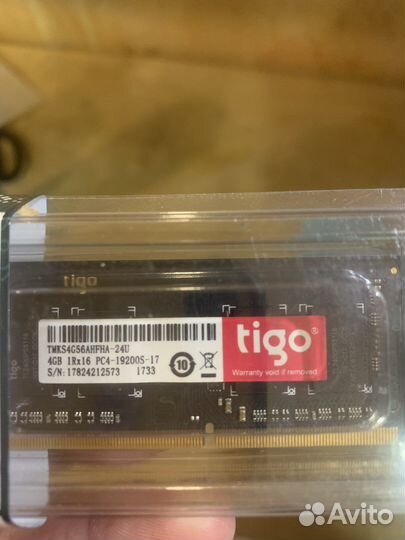 tigo
TMKS4G56AHFHA-24U
4GB 1Rx16 PC4-19200S-17
S/N:17824212573 1733
10
tigo®
Warranty void if removed
Avito